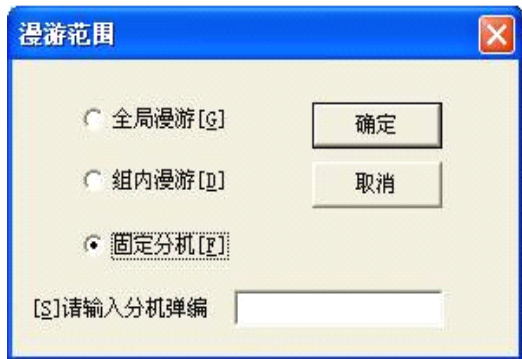 漫游范围
全局漫游[G]
确定
组内漫游[D]
取消
固定分机[F]
[S]请输入分机弹编